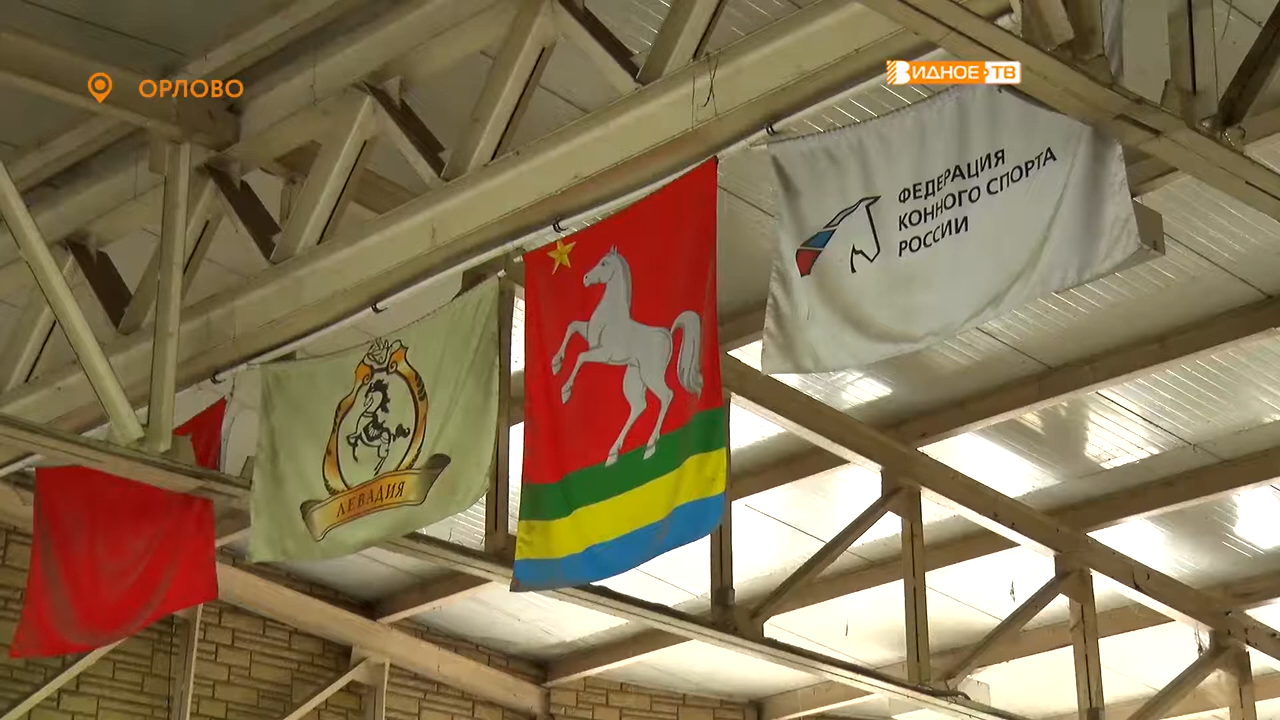 ОРЛОВО
ВИДНОЕ ТВ
ФЕДЕРАЦИЯ
КОННОГО СПОРТА
РОССИИ
ЛЕВАДИЯ